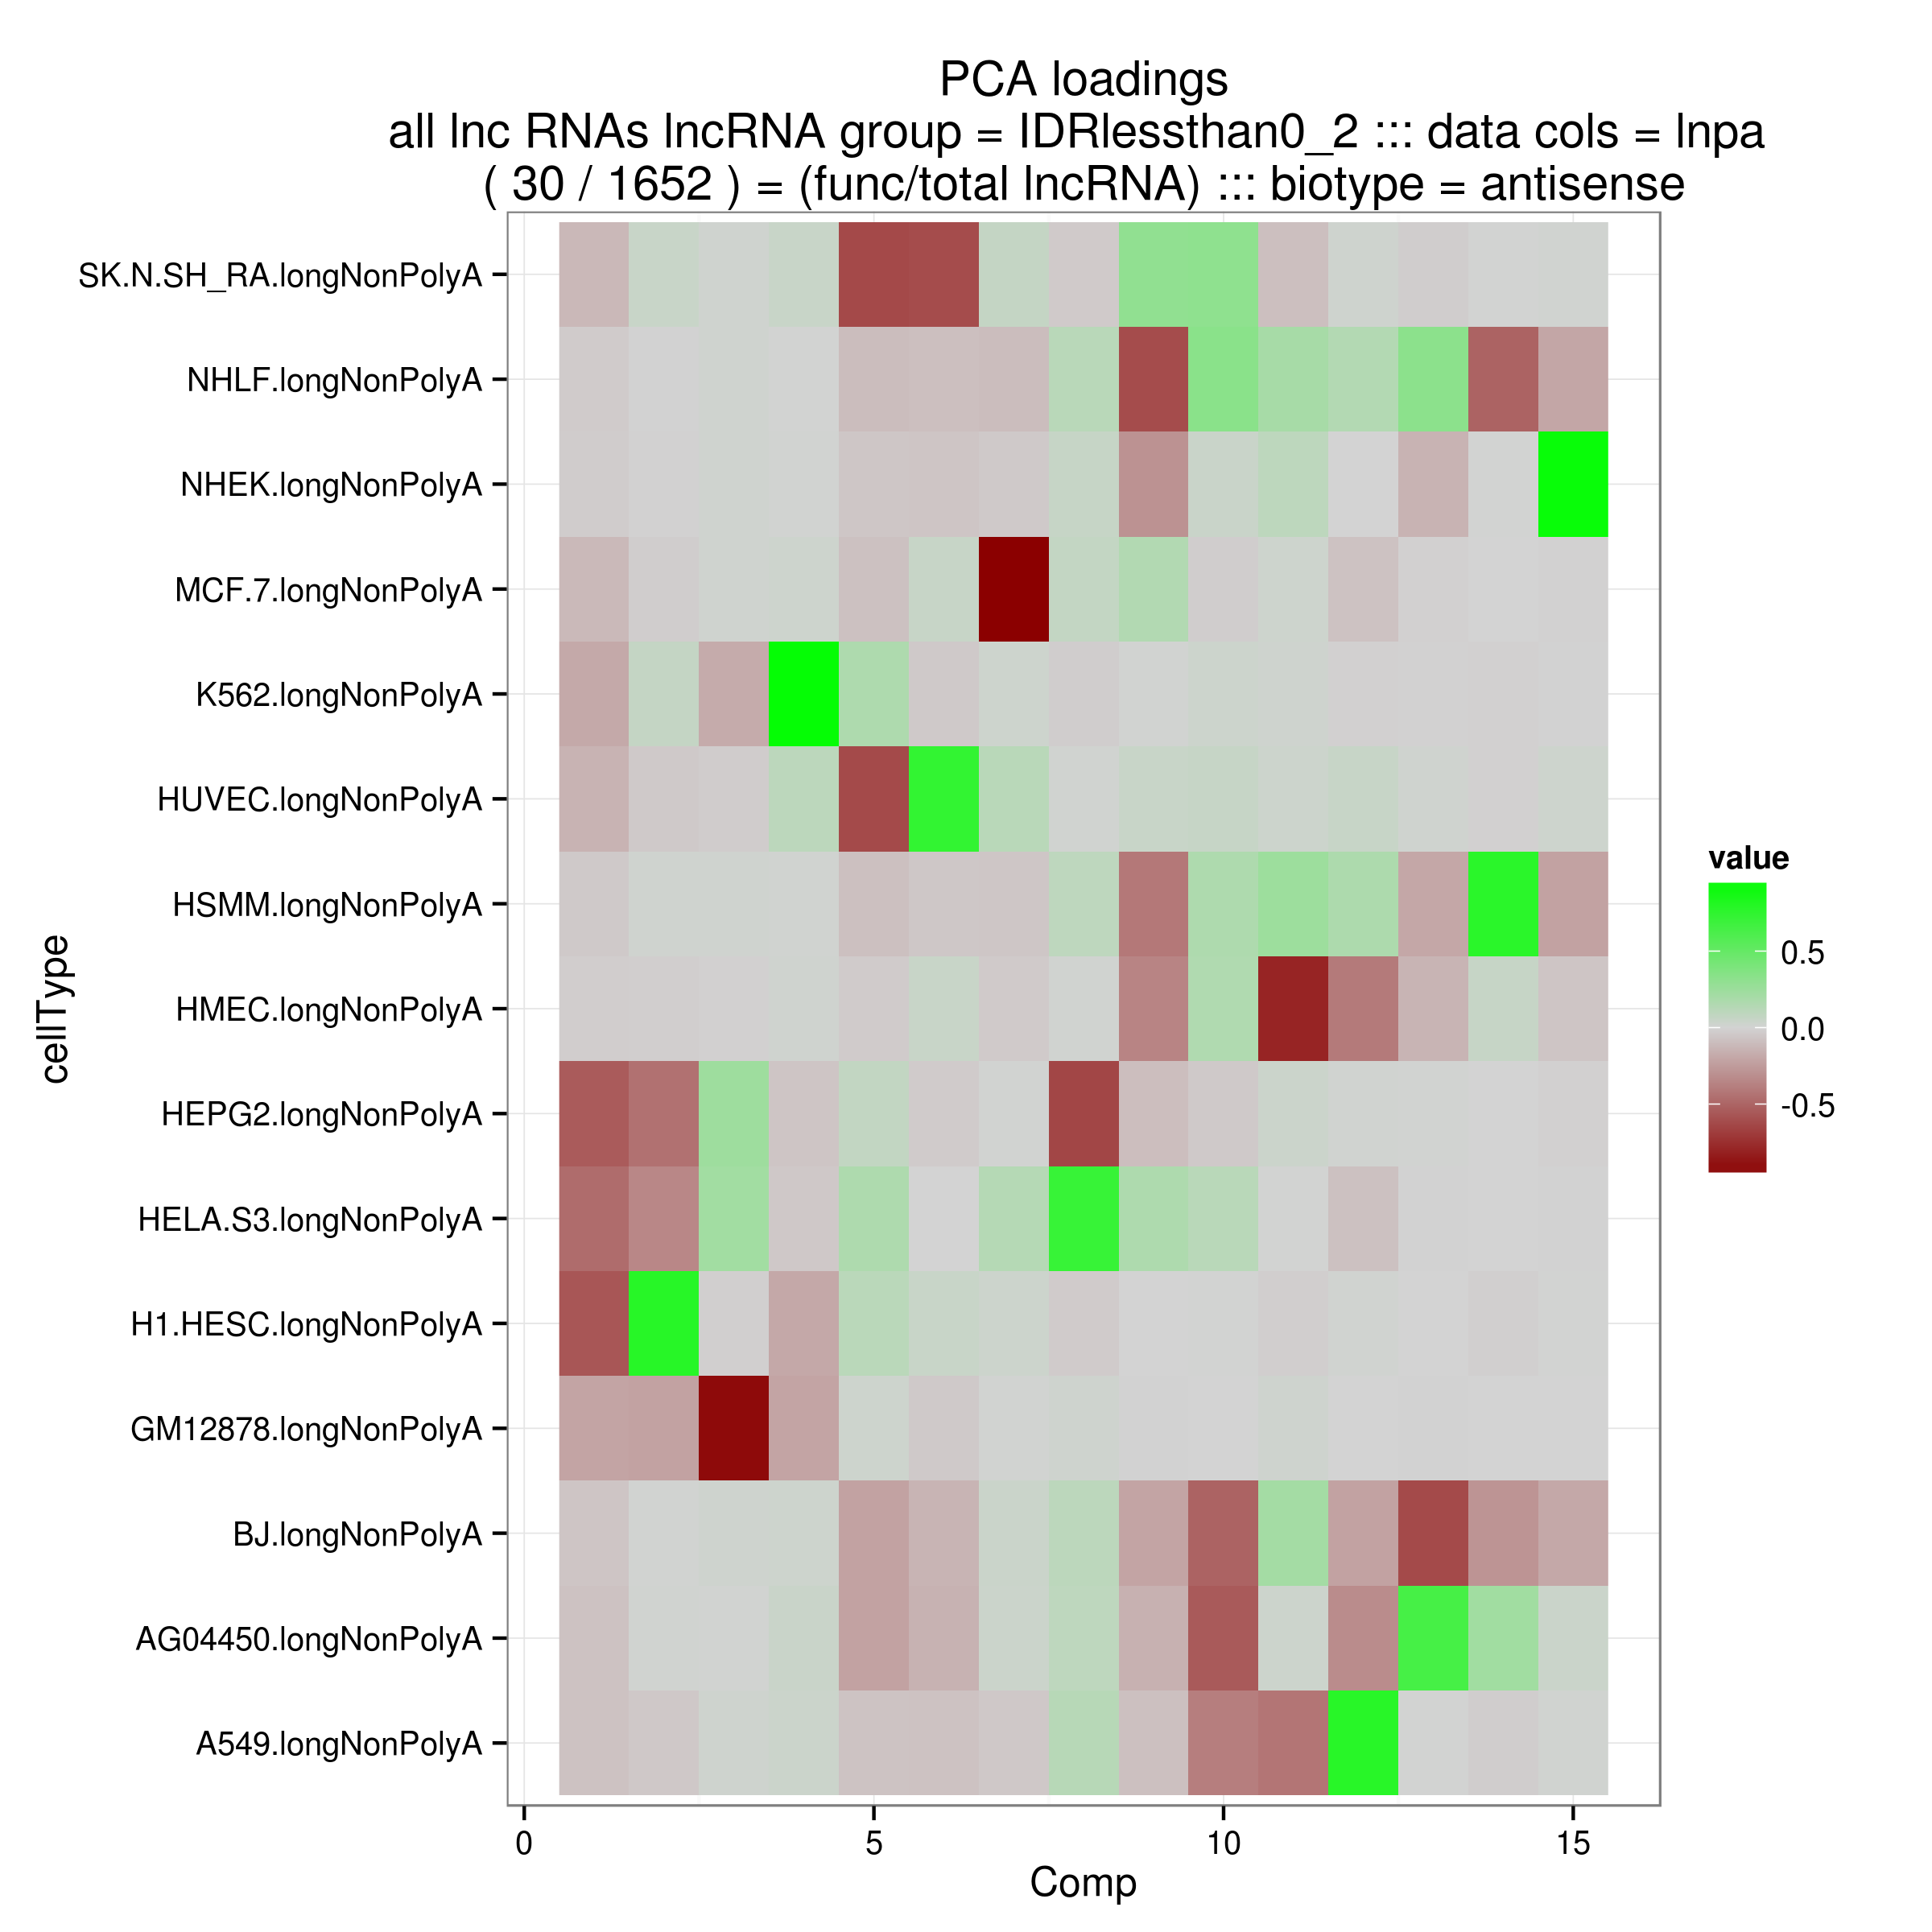 PCA loadings
all lnc RNAs lncRNA group = IDRlessthan0_2 ::: data cols = lnpa
( 30 / 1652 ) = (func/total lncRNA) ::: biotype = antisense
SK.N.SH_RA.longNonPolyA
NHLF.longNonPolyA
NHEK.longNonPolyA
MCF.7.longNonPolyA
K562.longNonPolyA
HUVEC.longNonPolyA
HSMM.longNonPolyA
HMEC.longNonPolyA
HEPG2.longNonPolyA
HELA.S3.longNonPolyA
H1.HESC.longNonPolyA
GM12878.longNonPolyA
BJ.longNonPolyA
AG04450.longNonPolyA
A549.longNonPolyA
cellType
0 5 10 15
Comp
value
0.5
0.0
-0.5